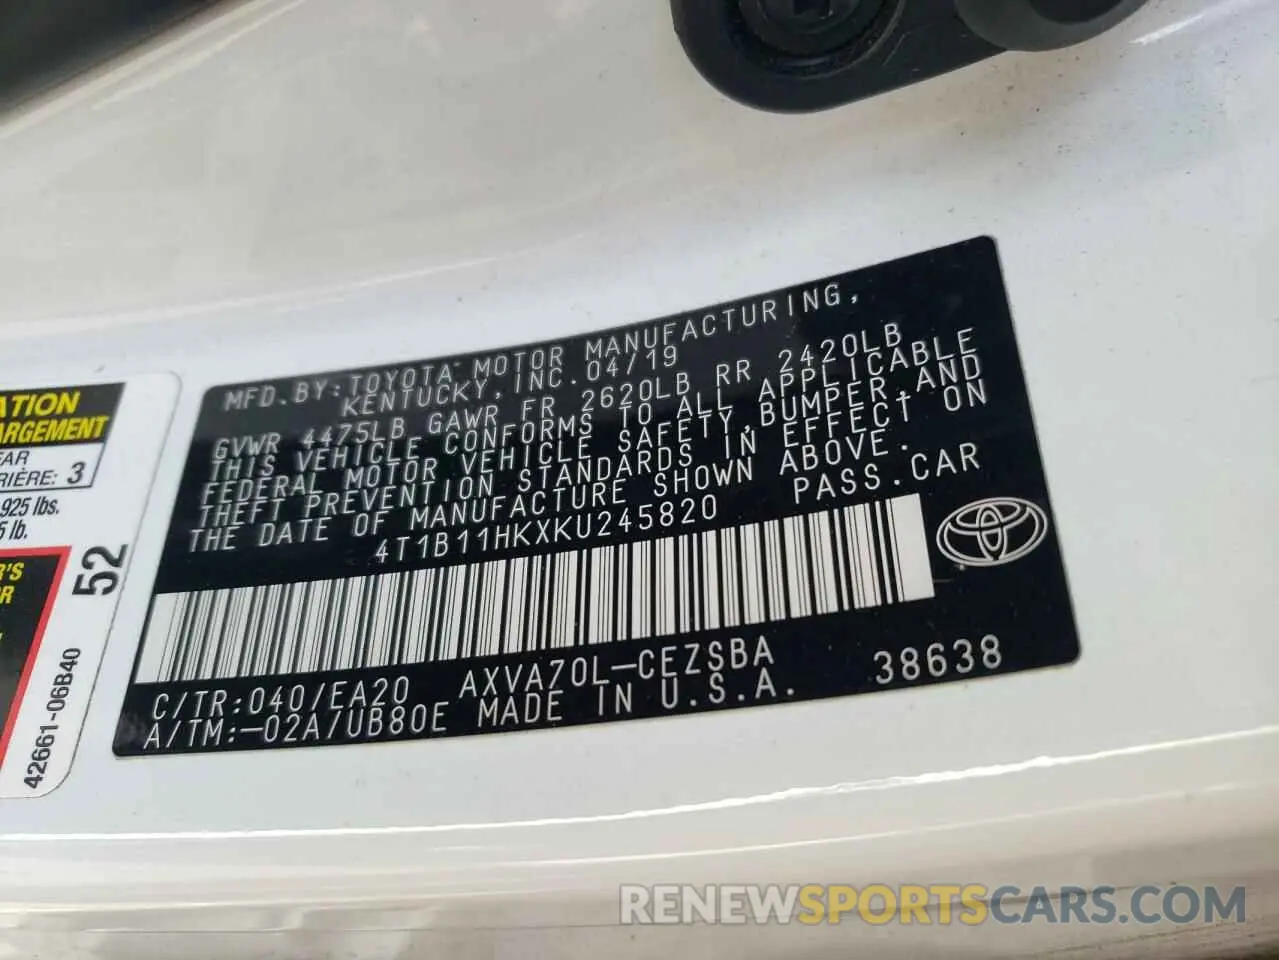 MFD.BY:TOYOTA MOTOR MANUFACTURING,
KENTUCKY,INC.04/19
GVWR 4475LB GAWR FR 2620LB RR 2420LB
THIS VEHICLE CONFORMS TO ALL APPLICABLE
FEDERAL MOTOR VEHICLE SAFETY,BUMPER,AND
THEFT PREVENTION STANDARDS IN EFFECT ON
THE DATE OF MANUFACTURE SHOWN ABOVE.
4T1B11HKXKU245820 PASS.CAR
C/TR:040/EA20 AXVA70L-CEZSBA
A/TM:-02A/UB80E MADE IN U.S.A. 38638
ATION
ARGEMENT
EAR
RIÈRE: 3
925 lbs.
5 lb.
R'S
R
52
42661-06B40
RENEWSPORTSCARS.COM